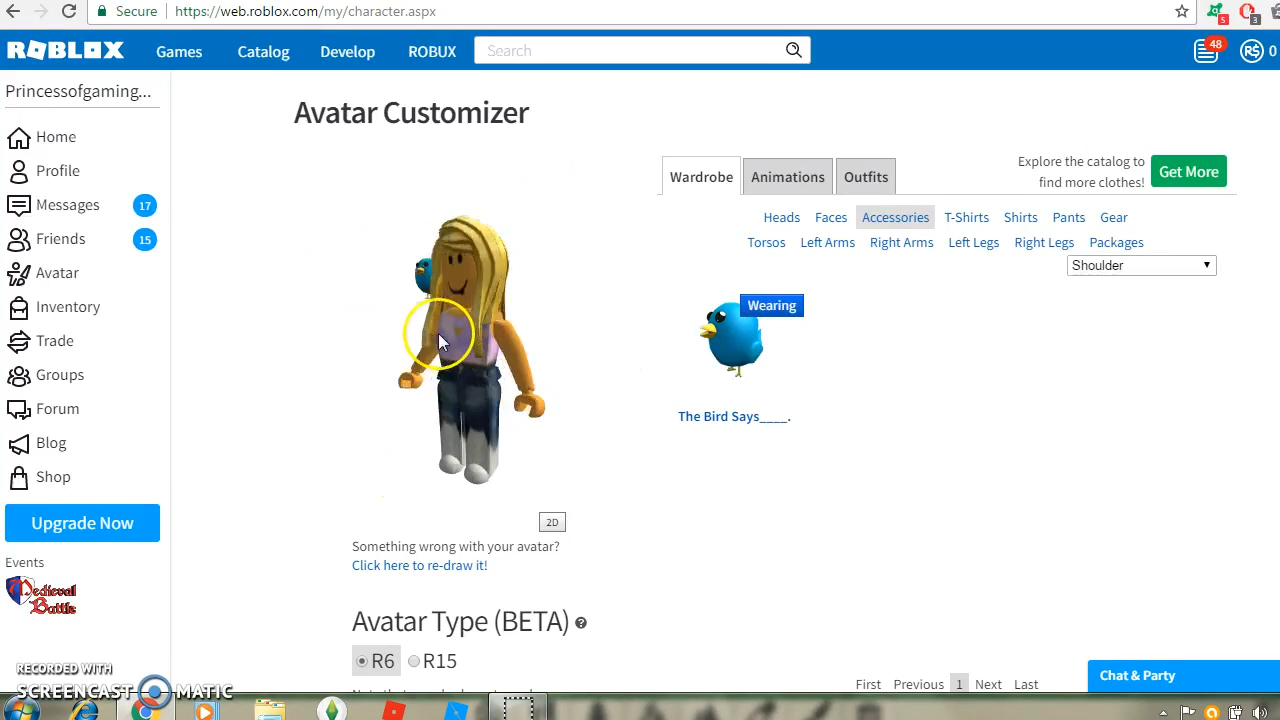 Secure https://web.roblox.com/my/character.aspx
5 3
ROBLOX Games Catalog Develop ROBUX Search 48 R$ 0
Princessofgaming...
Home
Profile
Messages 17
Friends 15
Avatar
Inventory
Trade
Groups
Forum
Blog
Shop
Upgrade Now
Events
Medieval
Battle
Avatar Customizer
Wardrobe Animations Outfits
Explore the catalog to
find more clothes!
Get More
Heads Faces Accessories T-Shirts Shirts Pants Gear
Torsos Left Arms Right Arms Left Legs Right Legs Packages
Shoulder
Wearing
The Bird Says____.
2D
Something wrong with your avatar?
Click here to re-draw it!
Avatar Type (BETA) ?
R6 R15
First Previous 1 Next Last
Chat & Party
RECORDED WITH
SCREENCAST MATIC